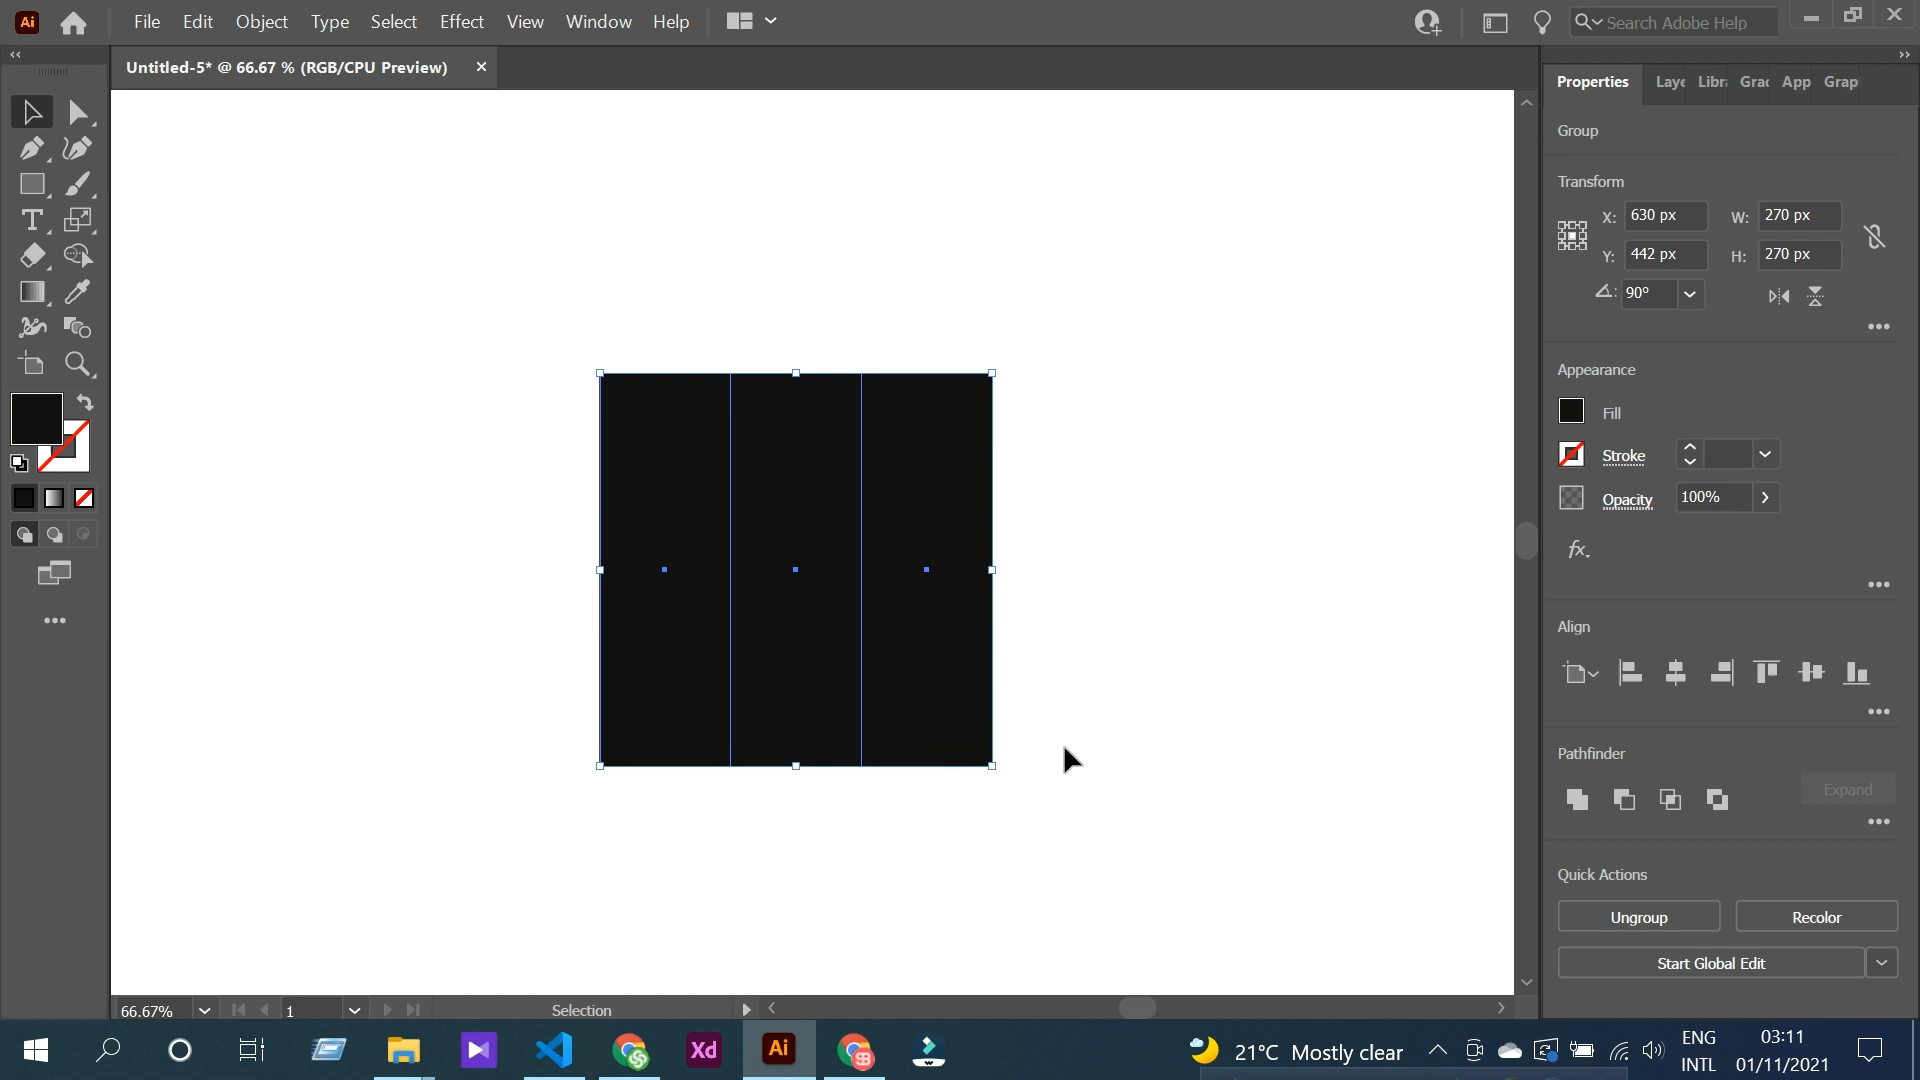 Ai File Edit Object Type Select Effect View Window Help Search Adobe Help
Untitled-5* @ 66.67 % (RGB/CPU Preview)
Properties Laye Libra Grad App Grap
Group
Transform
X: 630 px W: 270 px
Y: 442 px H: 270 px
90°
Appearance
Fill
Stroke
Opacity 100%
fx.
Align
Pathfinder
Expand
Quick Actions
Ungroup Recolor
Start Global Edit
66.67% 1 Selection
Xd Ai 21°C Mostly clear ENG 03:11
INTL 01/11/2021